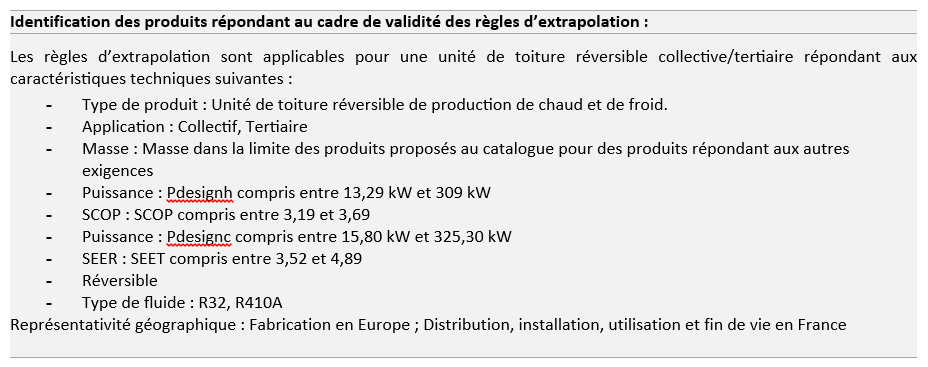 Identification des produits répondant au cadre de validité des règles d’extrapolation :
Les règles d’extrapolation sont applicables pour une unité de toiture réversible collective/tertiaire répondant aux
caractéristiques techniques suivantes :
- Type de produit : Unité de toiture réversible de production de chaud et de froid.
- Application : Collectif, Tertiaire
- Masse : Masse dans la limite des produits proposés au catalogue pour des produits répondant aux autres
exigences
- Puissance : Pdesignh compris entre 13,29 kW et 309 kW
- SCOP : SCOP compris entre 3,19 et 3,69
- Puissance : Pdesignc compris entre 15,80 kW et 325,30 kW
- SEER : SEET compris entre 3,52 et 4,89
- Réversible
- Type de fluide : R32, R410A
Représentativité géographique : Fabrication en Europe ; Distribution, installation, utilisation et fin de vie en France